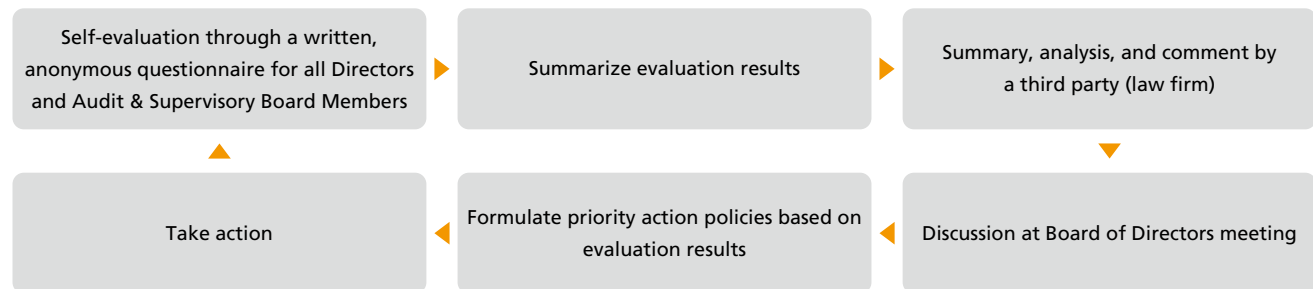 Self-evaluation through a written,
anonymous questionnaire for all Directors
and Audit & Supervisory Board Members
Summarize evaluation results
Summary, analysis, and comment by
a third party (law firm)
Discussion at Board of Directors meeting
Formulate priority action policies based on
evaluation results
Take action